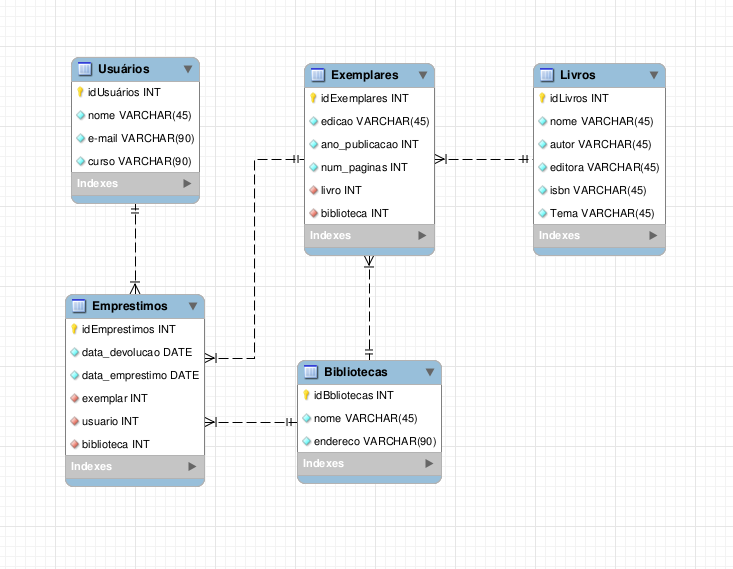 Usuários
idUsuários INT
nome VARCHAR(45)
e-mail VARCHAR(90)
curso VARCHAR(90)
Indexes
Exemplares
idExemplares INT
edicao VARCHAR(45)
ano_publicacao INT
num_paginas INT
livro INT
biblioteca INT
Indexes
Livros
idLivros INT
nome VARCHAR(45)
autor VARCHAR(45)
editora VARCHAR(45)
isbn VARCHAR(45)
Tema VARCHAR(45)
Indexes
Emprestimos
idEmprestimos INT
data_devolucao DATE
data_emprestimo DATE
exemplar INT
usuario INT
biblioteca INT
Indexes
Bibliotecas
idBbliotecas INT
nome VARCHAR(45)
endereco VARCHAR(90)
Indexes